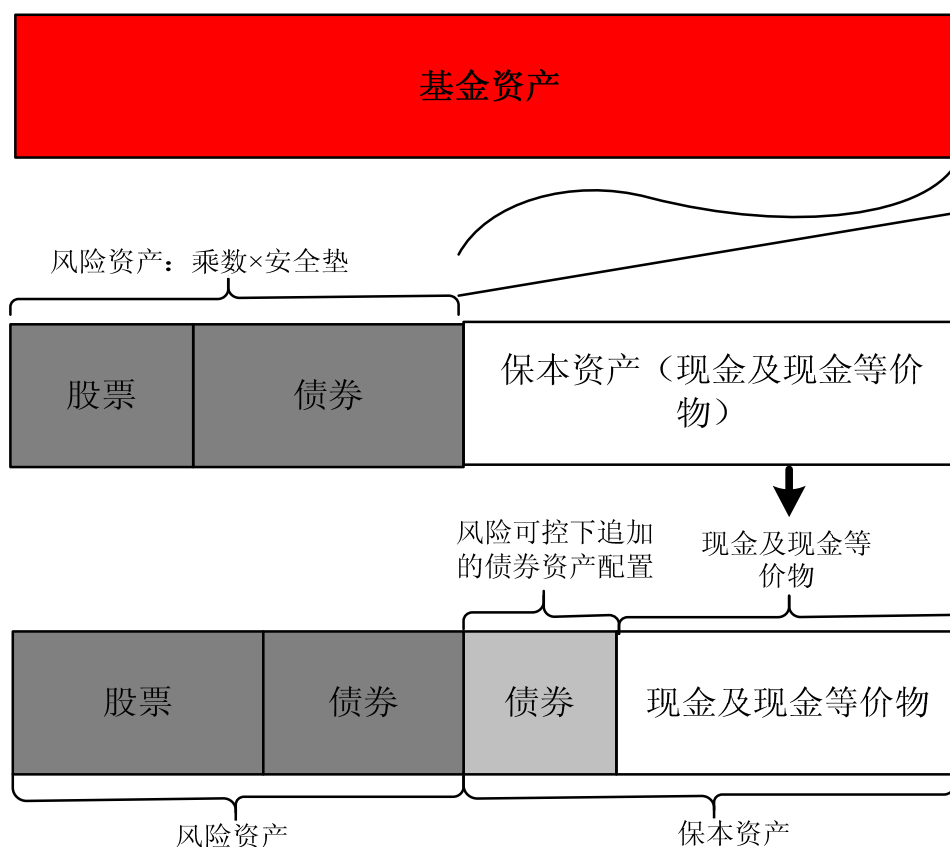 基金资产
风险资产：乘数×安全垫
股票
债券
保本资产（现金及现金等价
物）
风险可控下追加
的债券资产配置
现金及现金等
价物
股票
债券
债券
现金及现金等价物
风险资产
保本资产